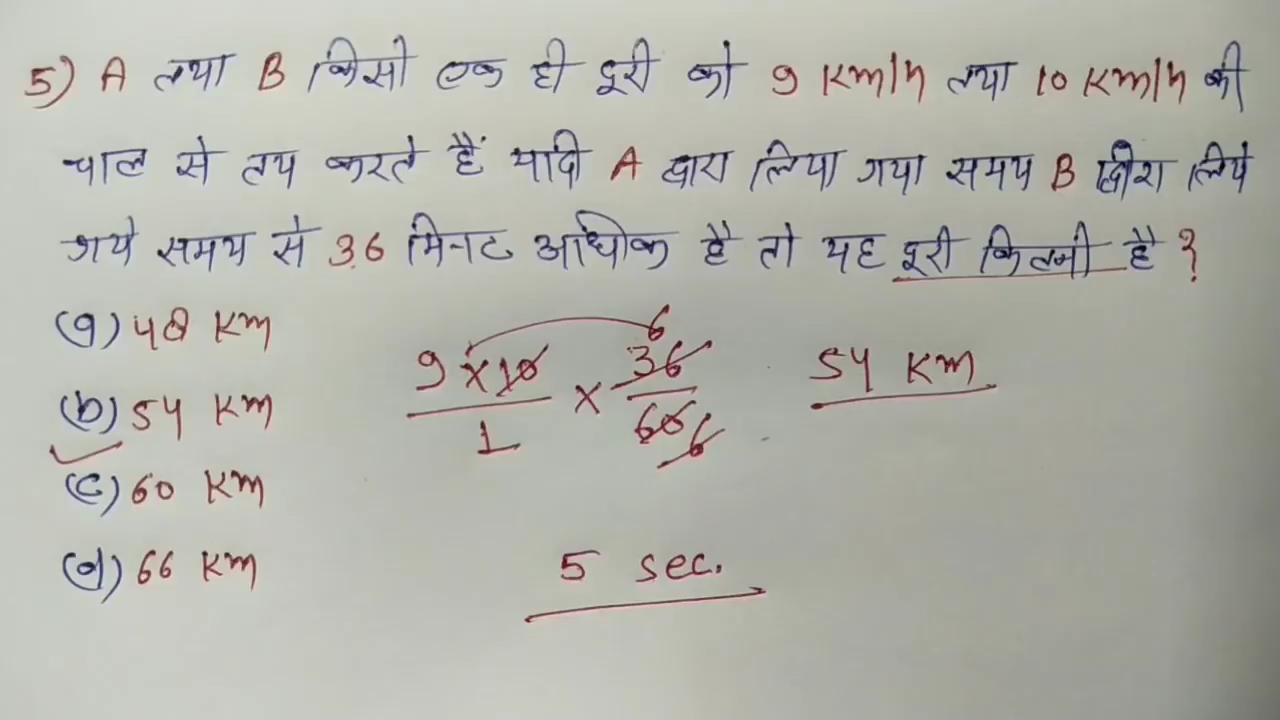 5) A तथा B किसी एक ही दूरी को 9 Km/h तथा 10 Km/h की
चाल से तय करते हैं यदि A द्वारा लिया गया समय B द्वारा लिये
गये समय से 36 मिनट अधिक है तो यह दूरी कितनी है ?
(a) 48 Km
(b) 54 Km
(c) 60 Km
(d) 66 Km
9 x 10 / 1 x 36 / 60 6 6
54 Km
5 sec.